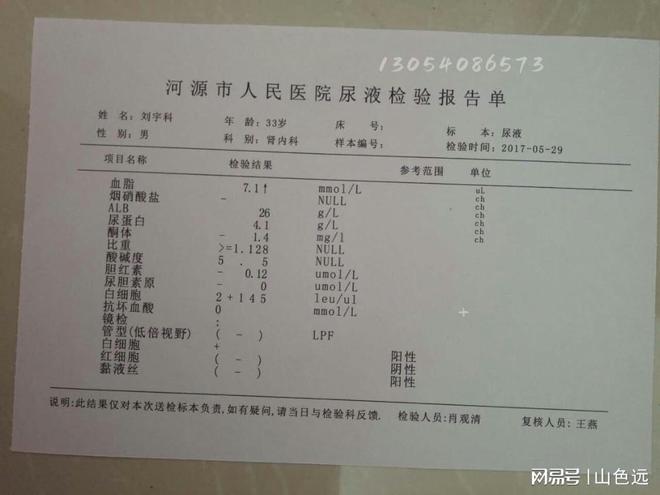 13054086573
河源市人民医院尿液检验报告单
姓 名: 刘宇科 年 龄: 33岁 床 号: 标 本: 尿液
性 别: 男 科 别: 肾内科 样本编号: 检验时间: 2017-05-29
项目名称 检验结果 参考范围 单位
血脂 7.1↑ mmol/L uL
烟硝酸盐 - NULL ch
ALB 26 g/L ch
尿蛋白 4.1 g/L ch
酮体 - 1.4 mg/l ch
比重 >=1.128 NULL ch
酸碱度 5 . 5 NULL
胆红素 - 0.12 umol/L
尿胆素原 - 0 umol/L
白细胞 2+145 leu/ul
抗坏血酸 0 mmol/L
镜检 :
管型(低倍视野) (-) LPF
白细胞 + 阳性
红细胞 (-) 阴性
黏液丝 (-) 阳性
说明:此结果仅对本次送检标本负责,如有疑问,请当日与检验科反馈. 检验人员:肖观清 复核人员: 王燕
网易号 | 山色远